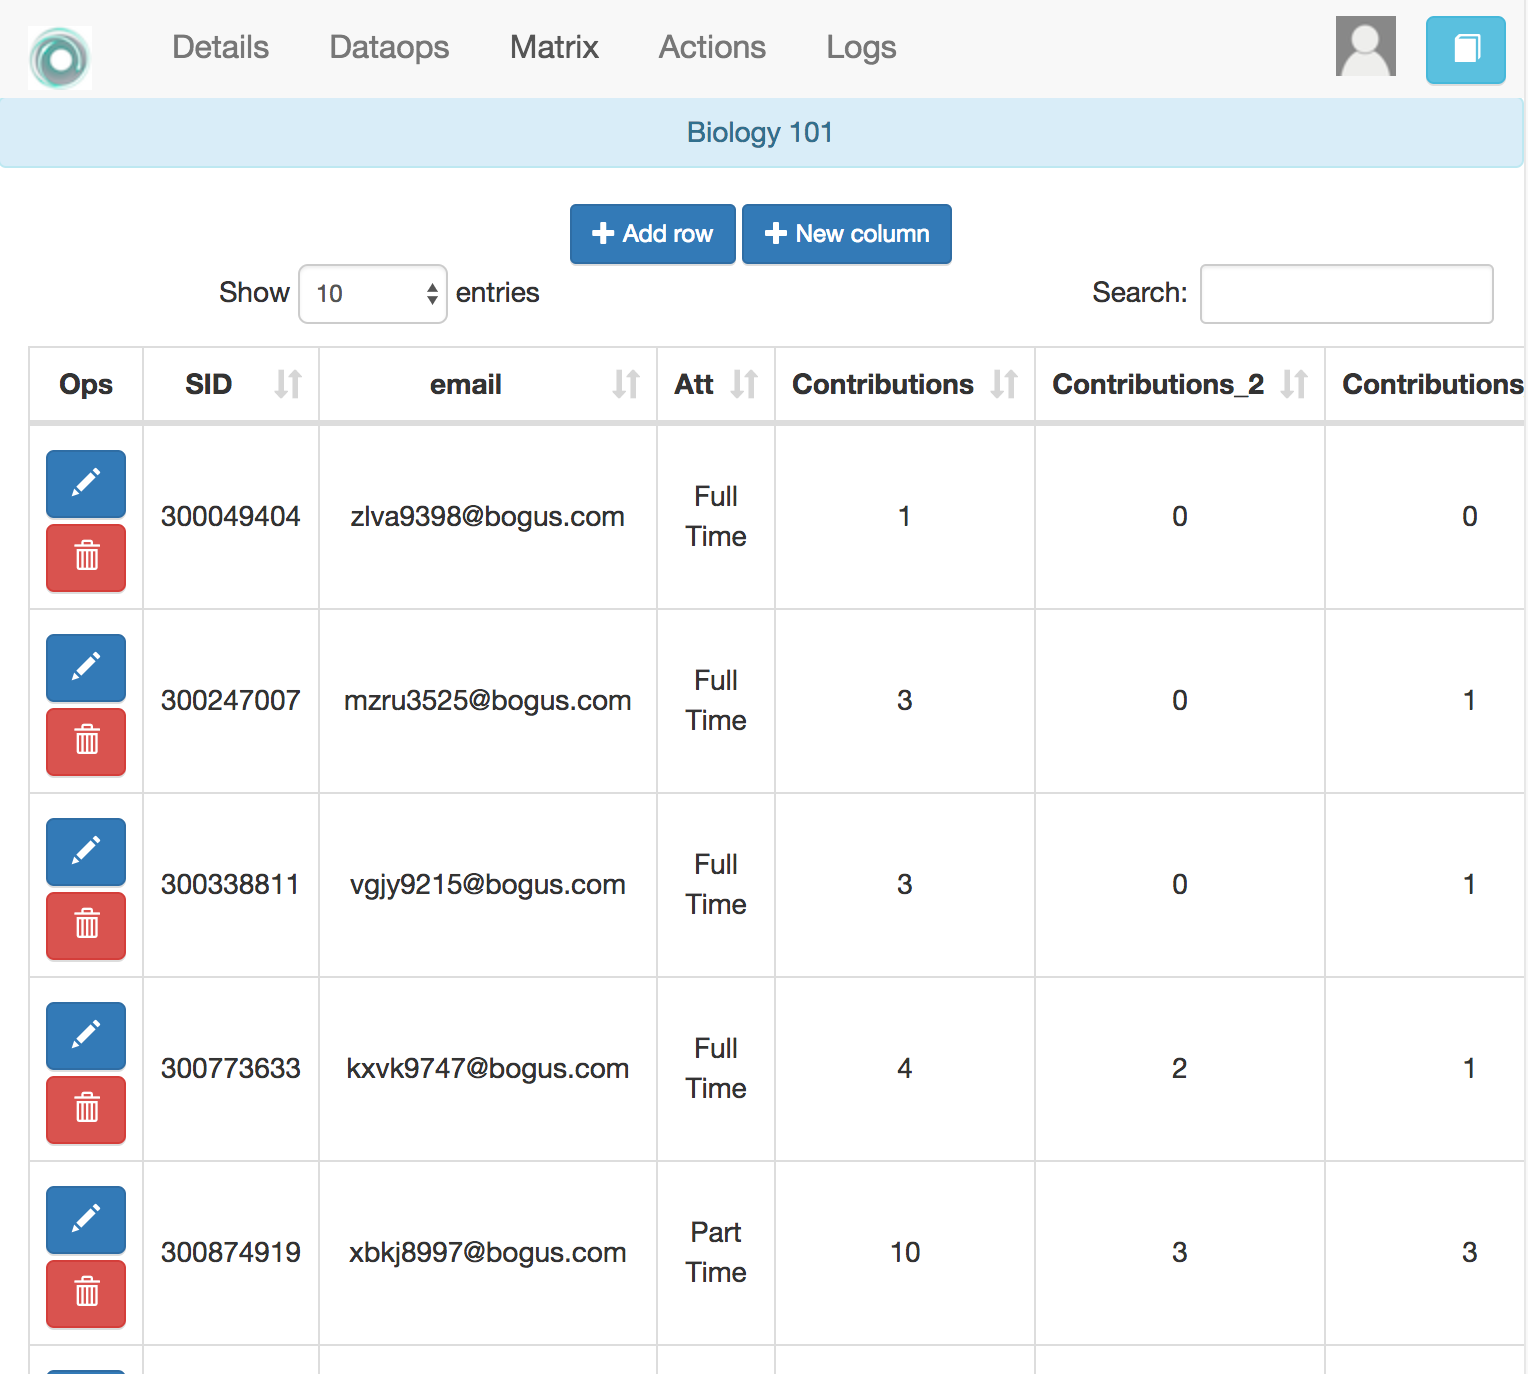 Details Dataops Matrix Actions Logs
Biology 101
Add row New column
Show 10 entries Search:
Ops SID email Att Contributions Contributions_2 Contributions
300049404 zlva9398@bogus.com Full Time 1 0 0
300247007 mzru3525@bogus.com Full Time 3 0 1
300338811 vgjy9215@bogus.com Full Time 3 0 1
300773633 kxvk9747@bogus.com Full Time 4 2 1
300874919 xbkj8997@bogus.com Part Time 10 3 3